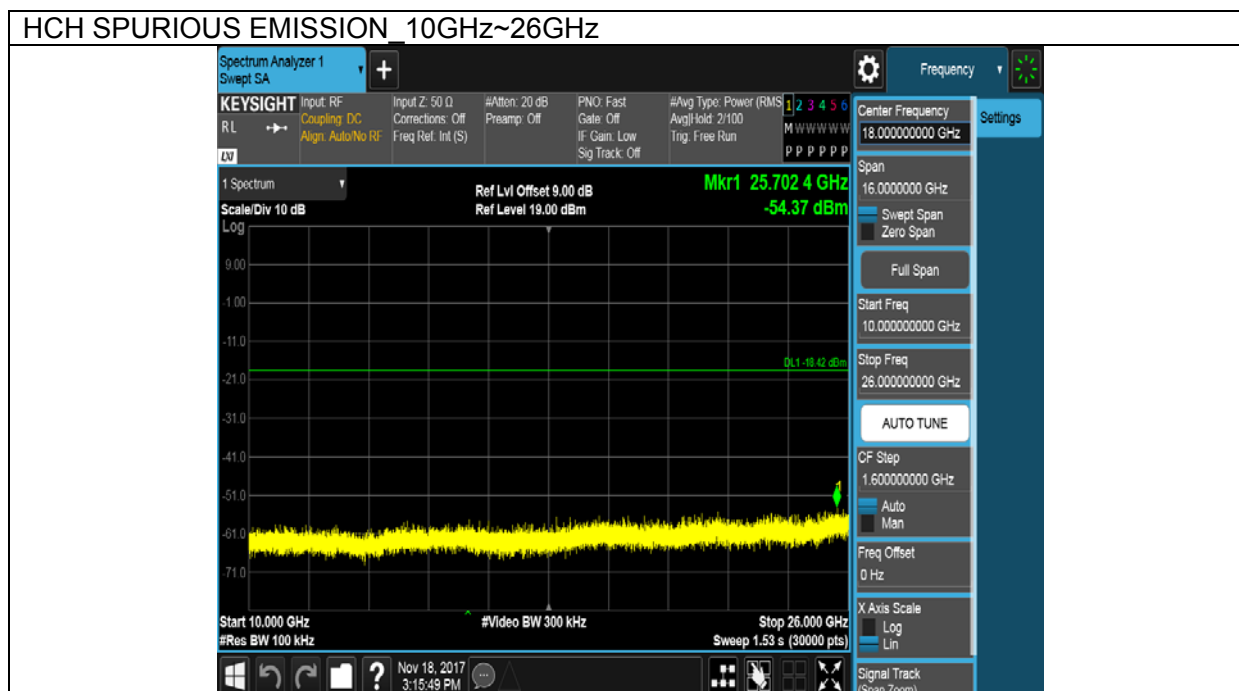 HCH SPURIOUS EMISSION_10GHz~26GHz
Spectrum Analyzer 1
Swept SA
+
Frequency
KEYSIGHT
RL
LXI
Input: RF
Coupling: DC
Align: Auto/No RF
Input Z: 50 Ω
Corrections: Off
Freq Ref: Int (S)
#Atten: 20 dB
Preamp: Off
PNO: Fast
Gate: Off
IF Gain: Low
Sig Track: Off
#Avg Type: Power (RMS
Avg|Hold: 2/100
Trig: Free Run
1 2 3 4 5 6
M W W W W W
P P P P P P
1 Spectrum
Scale/Div 10 dB
Ref Lvl Offset 9.00 dB
Ref Level 19.00 dBm
Mkr1 25.702 4 GHz
-54.37 dBm
Log
9.00
-1.00
-11.0
-21.0
-31.0
-41.0
-51.0
-61.0
-71.0
DL1 -18.42 dBm
1
Start 10.000 GHz
#Res BW 100 kHz
#Video BW 300 kHz
Stop 26.000 GHz
Sweep 1.53 s (30000 pts)
?
Nov 18, 2017
3:15:49 PM
Center Frequency
18.000000000 GHz
Settings
Span
16.0000000 GHz
Swept Span
Zero Span
Full Span
Start Freq
10.000000000 GHz
Stop Freq
26.000000000 GHz
AUTO TUNE
CF Step
1.600000000 GHz
Auto
Man
Freq Offset
0 Hz
X Axis Scale
Log
Lin
Signal Track
(Span Zoom)